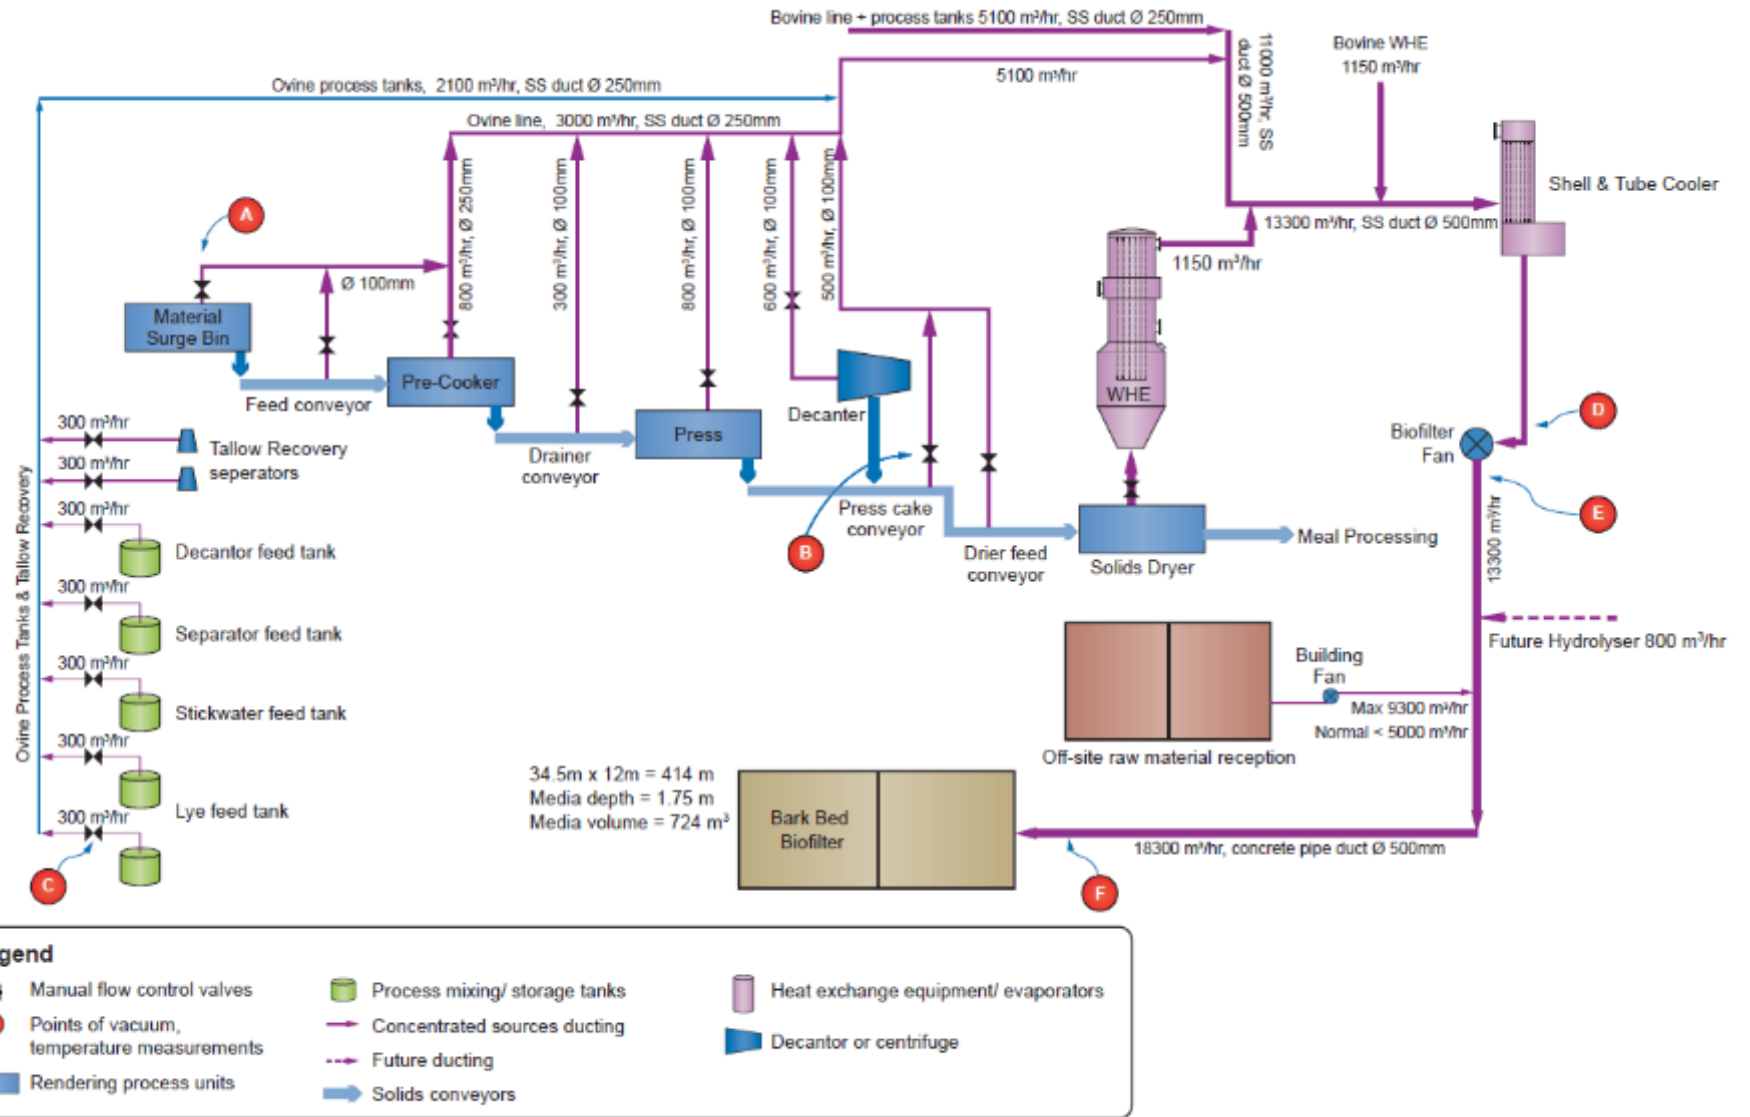 Bovine line + process tanks 5100 m³/hr, SS duct Ø 250mm
11000 m³/hr, SS
duct Ø 500mm
Bovine WHE
1150 m³/hr
5100 m³/hr
Ovine process tanks, 2100 m³/hr, SS duct Ø 250mm
Ovine line, 3000 m³/hr, SS duct Ø 250mm
800 m³/hr, Ø 250mm
300 m³/hr, Ø 100mm
800 m³/hr, Ø 100mm
600 m³/hr, Ø 100mm
500 m³/hr, Ø 100mm
Shell & Tube Cooler
13300 m³/hr, SS duct Ø 500mm
1150 m³/hr
A
Ø 100mm
Material
Surge Bin
Feed conveyor
Pre-Cooker
Drainer
conveyor
Press
Decanter
WHE
Press cake
conveyor
B
Drier feed
conveyor
Solids Dryer
Meal Processing
D
Biofilter
Fan
E
13300 m³/hr
Future Hydrolyser 800 m³/hr
Building
Fan
Max 9300 m³/hr
Normal < 5000 m³/hr
Off-site raw material reception
Ovine Process Tanks & Tallow Recovery
300 m³/hr
Tallow Recovery
seperators
300 m³/hr
300 m³/hr
Decantor feed tank
300 m³/hr
Separator feed tank
300 m³/hr
Stickwater feed tank
300 m³/hr
Lye feed tank
300 m³/hr
C
34.5m x 12m = 414 m
Media depth = 1.75 m
Media volume = 724 m³
Bark Bed
Biofilter
18300 m³/hr, concrete pipe duct Ø 500mm
F
gend
Manual flow control valves
Points of vacuum,
temperature measurements
Rendering process units
Process mixing/ storage tanks
Concentrated sources ducting
Future ducting
Solids conveyors
Heat exchange equipment/ evaporators
Decantor or centrifuge